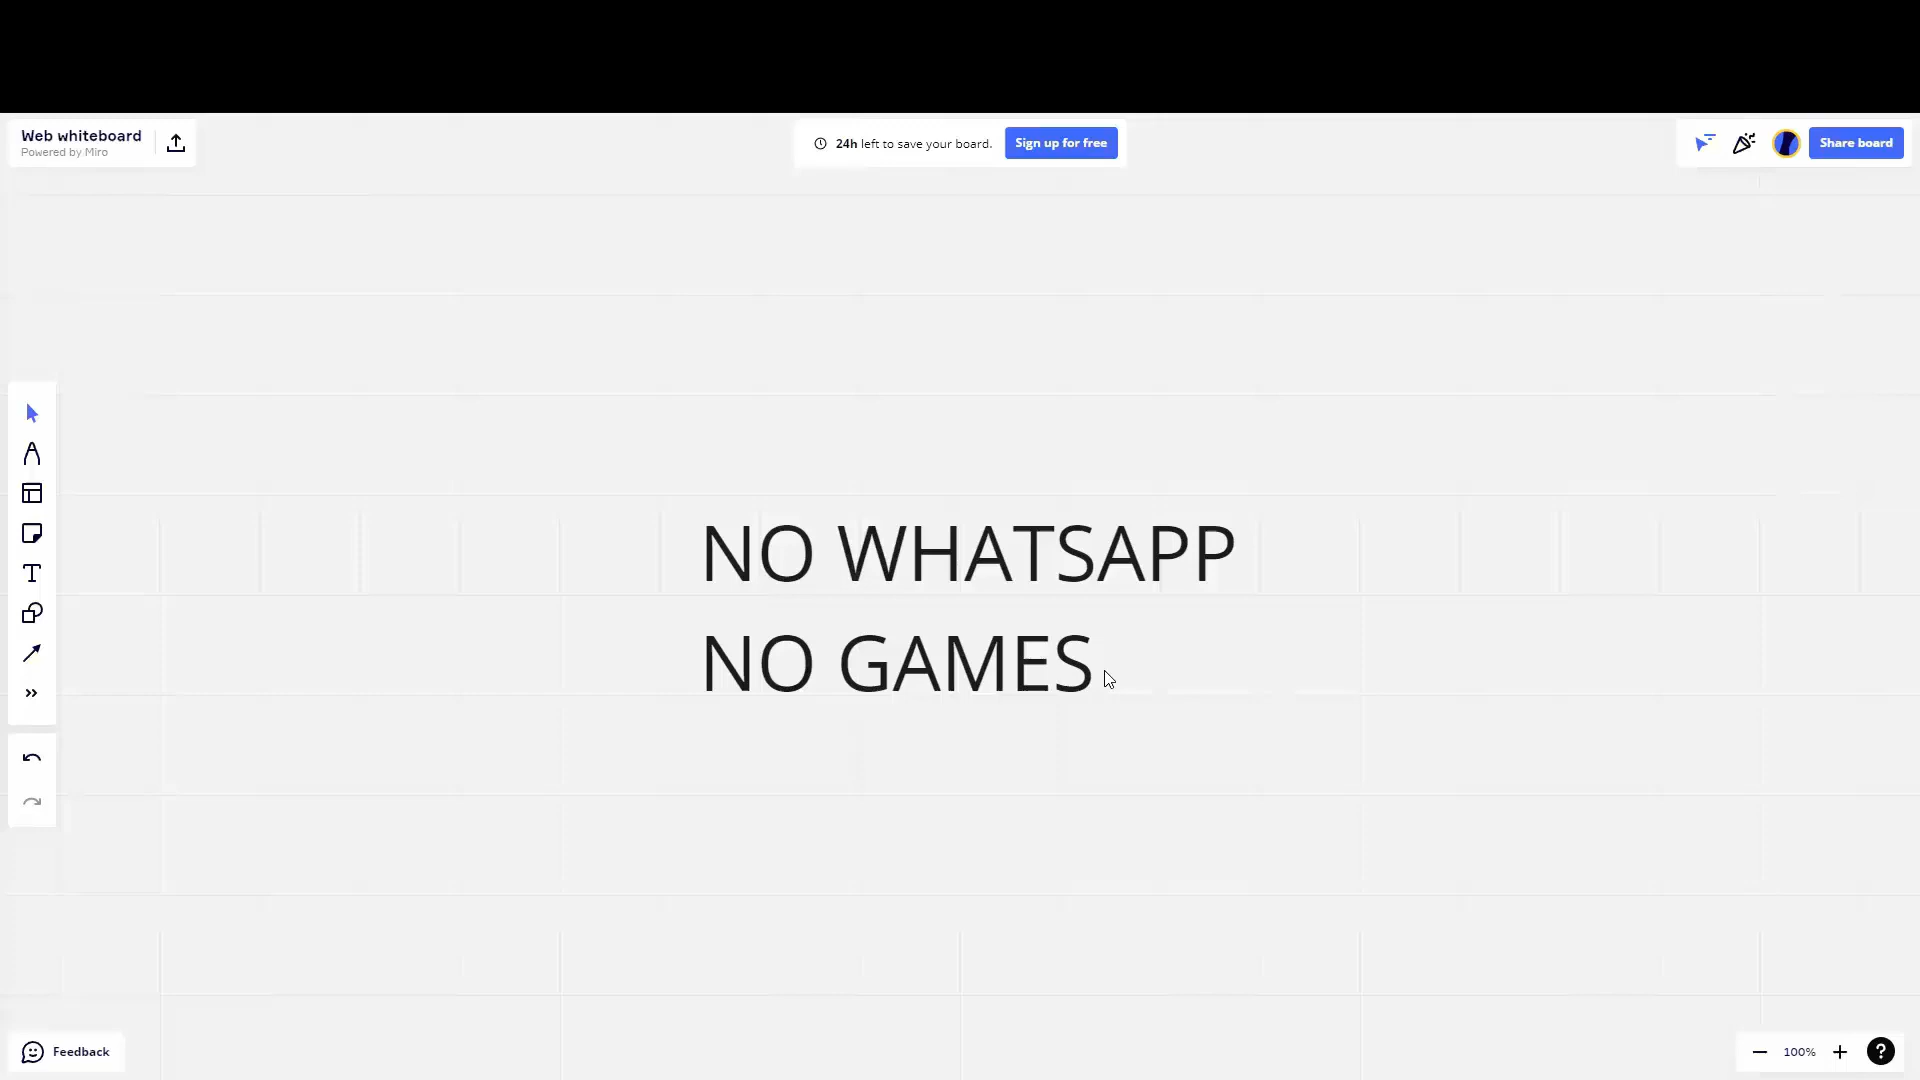 Web whiteboard
Powered by Miro
24h left to save your board.
Sign up for free
Share board
NO WHATSAPP
NO GAMES
Feedback
100%
?